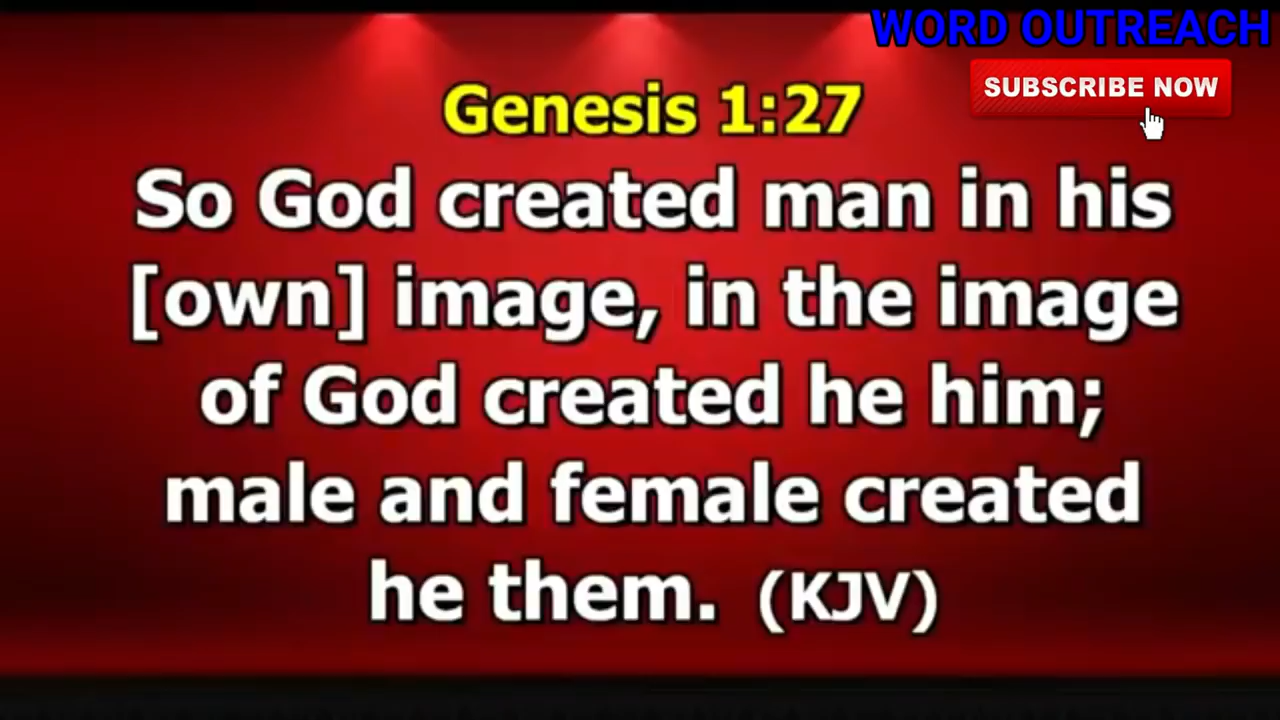 WORD OUTREACH
SUBSCRIBE NOW
Genesis 1:27
So God created man in his
[own] image, in the image
of God created he him;
male and female created
he them. (KJV)